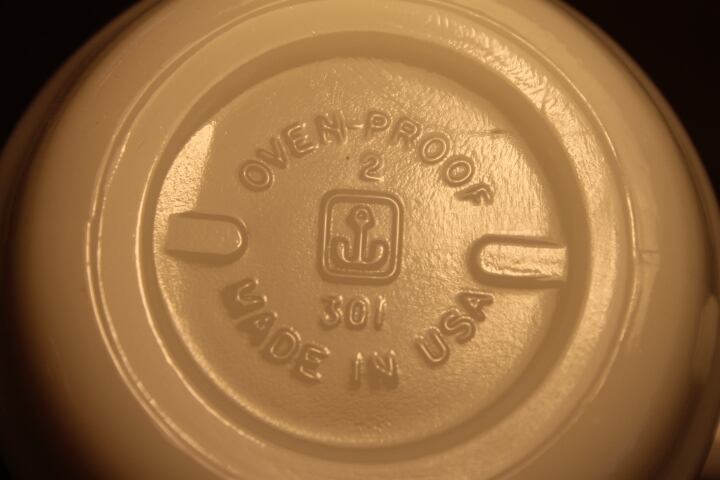 OVEN-PROOF
2
301
MADE IN USA